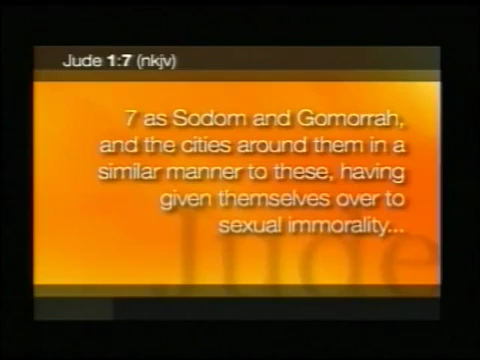 Jude 1:7 (nkjv)
7 as Sodom and Gomorrah,
and the cities around them in a
similar manner to these, having
given themselves over to
sexual immorality...
Jude